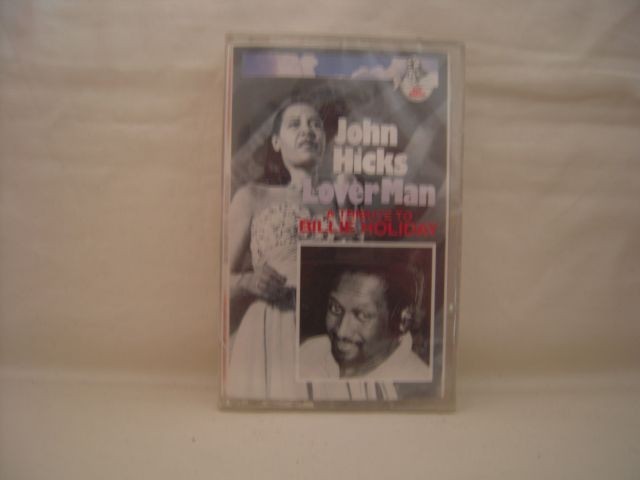 John
Hicks
Lover Man
A TRIBUTE TO
BILLIE HOLIDAY